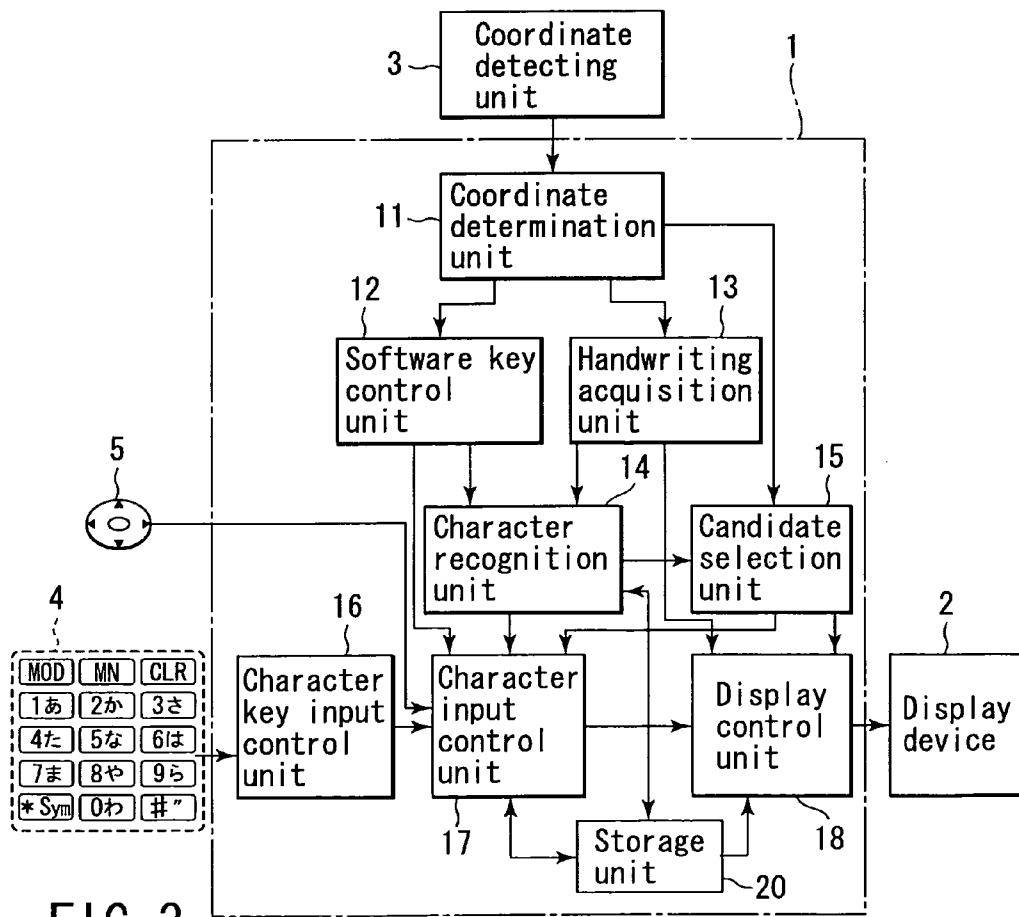 Coordinate
detecting
unit
3
1
Coordinate
determination
unit
11
12
13
Software key
control
unit
Handwriting
acquisition
unit
5
14
15
Character
recognition
unit
Candidate
selection
unit
4
16
2
MOD MN CLR
1あ 2か 3さ
4た 5な 6は
7ま 8や 9ら
* Sym 0わ #"
Character
key input
control
unit
Character
input
control
unit
Display
control
unit
Display
device
17
18
Storage
unit
20